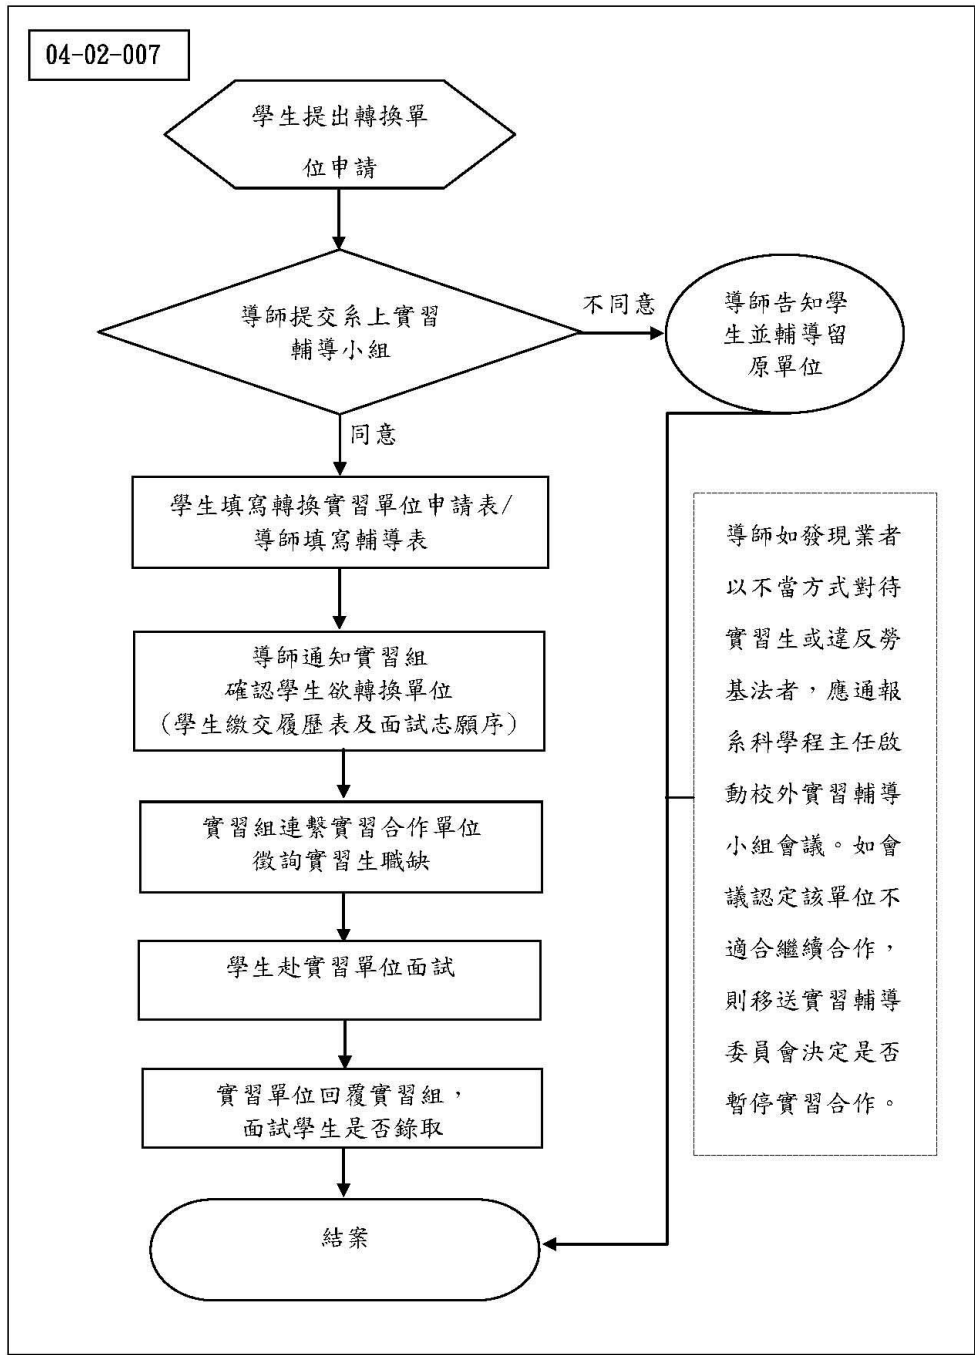 04-02-007
學生提出轉換單
位申請
導師提交系上實習
輔導小組
不同意
導師告知學
生並輔導留
原單位
同意
學生填寫轉換實習單位申請表/
導師填寫輔導表
導師通知實習組
確認學生欲轉換單位
(學生繳交履歷表及面試志願序)
實習組連繫實習合作單位
徵詢實習生職缺
學生赴實習單位面試
實習單位回覆實習組，
面試學生是否錄取
結案
導師如發現業者
以不當方式對待
實習生或違反勞
基法者，應通報
系科學程主任啟
動校外實習輔導
小組會議。如會
議認定該單位不
適合繼續合作，
則移送實習輔導
委員會決定是否
暫停實習合作。